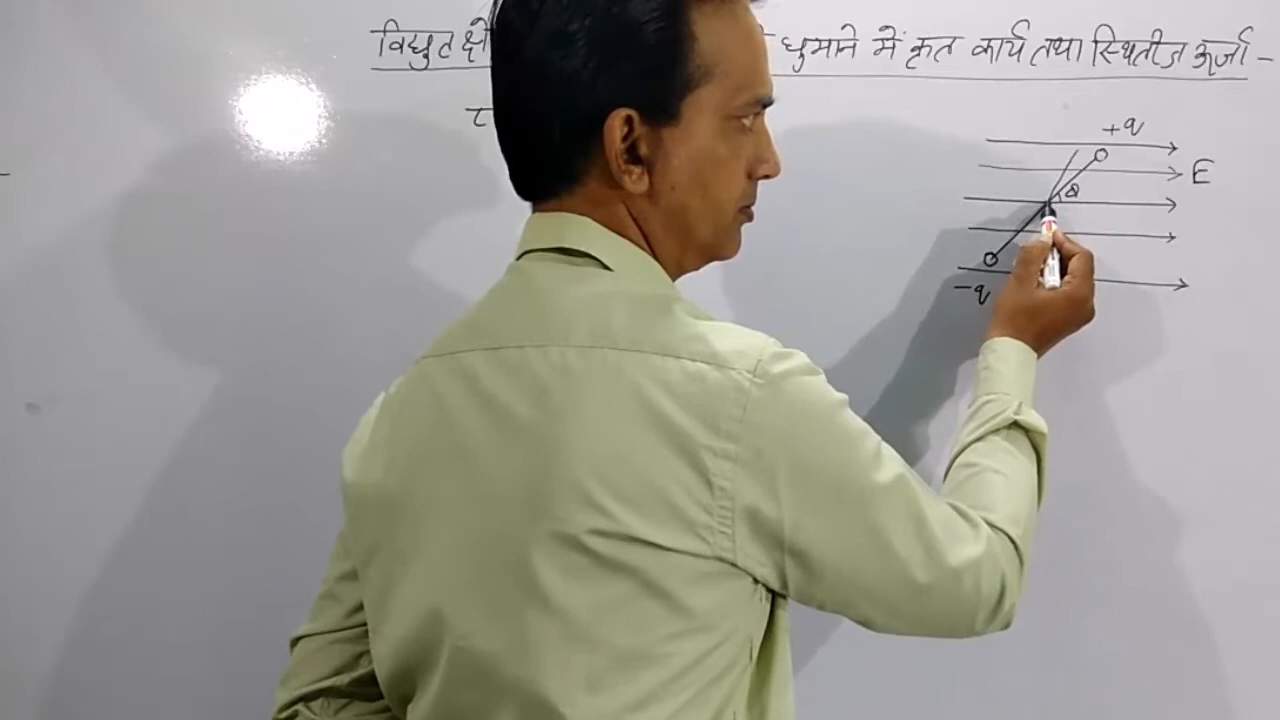 विद्युत क्षे घुमाने में कृत कार्य तथा स्थितीज ऊर्जा -
τ
+q
E
θ
-q